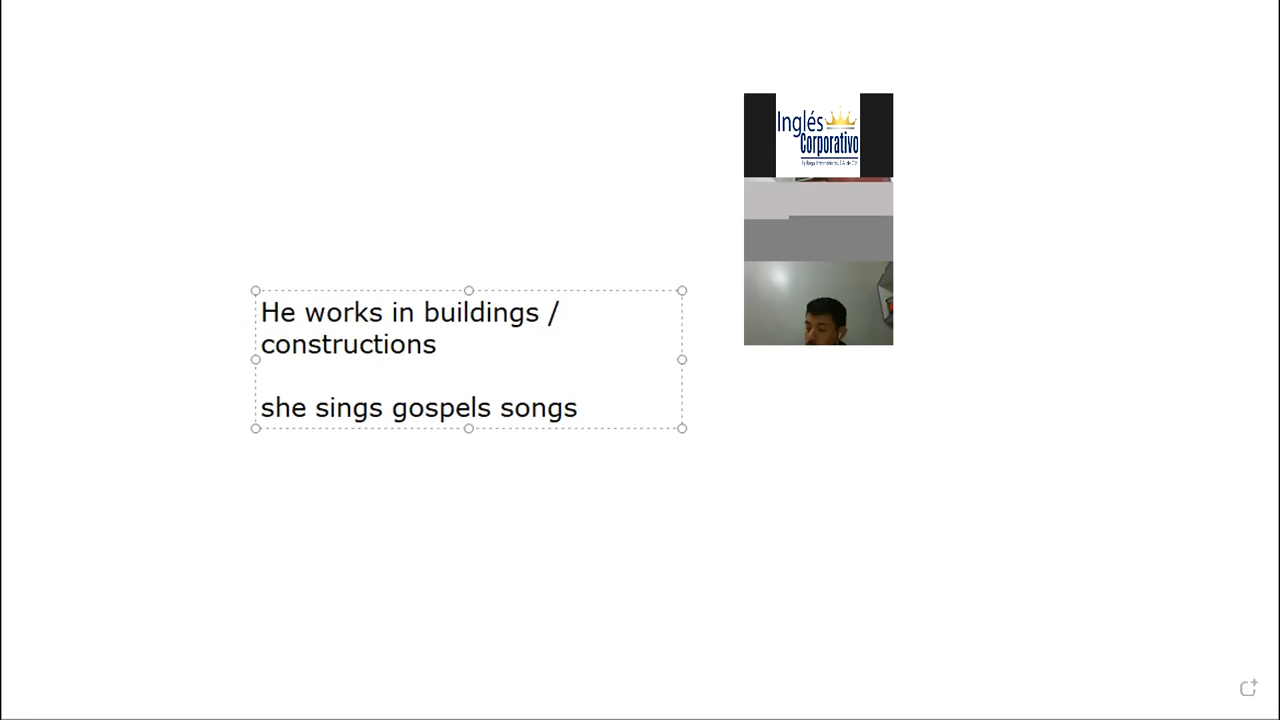 Inglés
Corporativo
He works in buildings /
constructions
she sings gospels songs